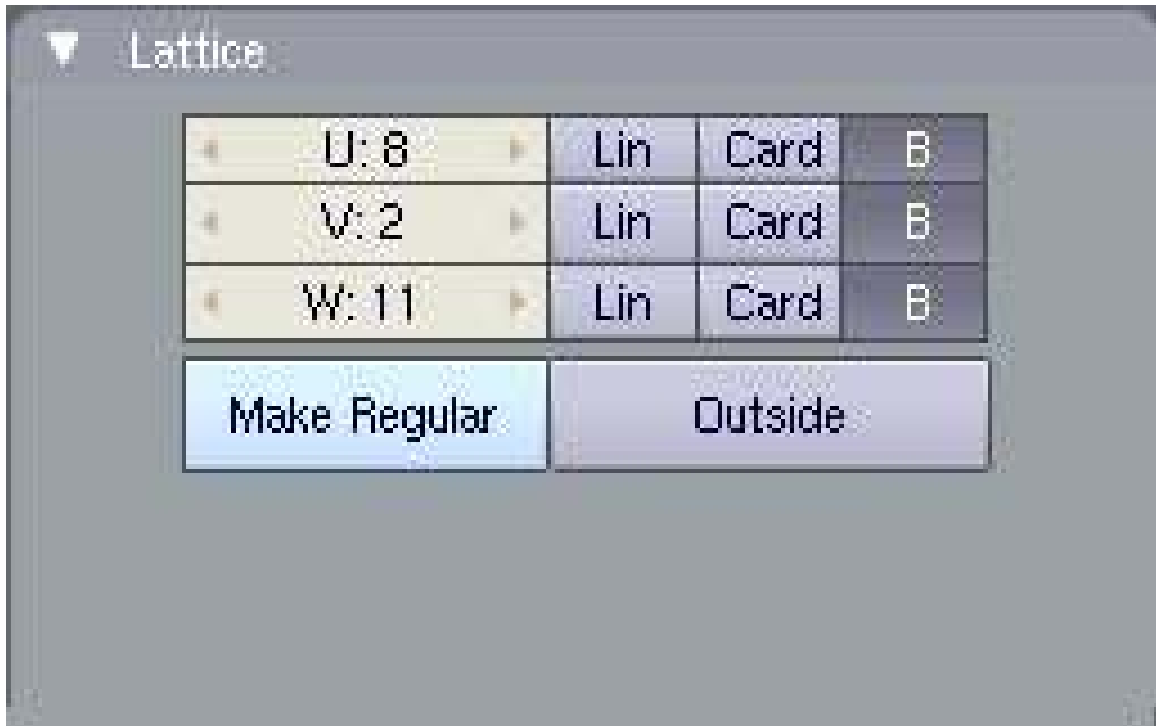 Lattice
U: 8 Lin Card B
V: 2 Lin Card B
W: 11 Lin Card B
Make Regular Outside